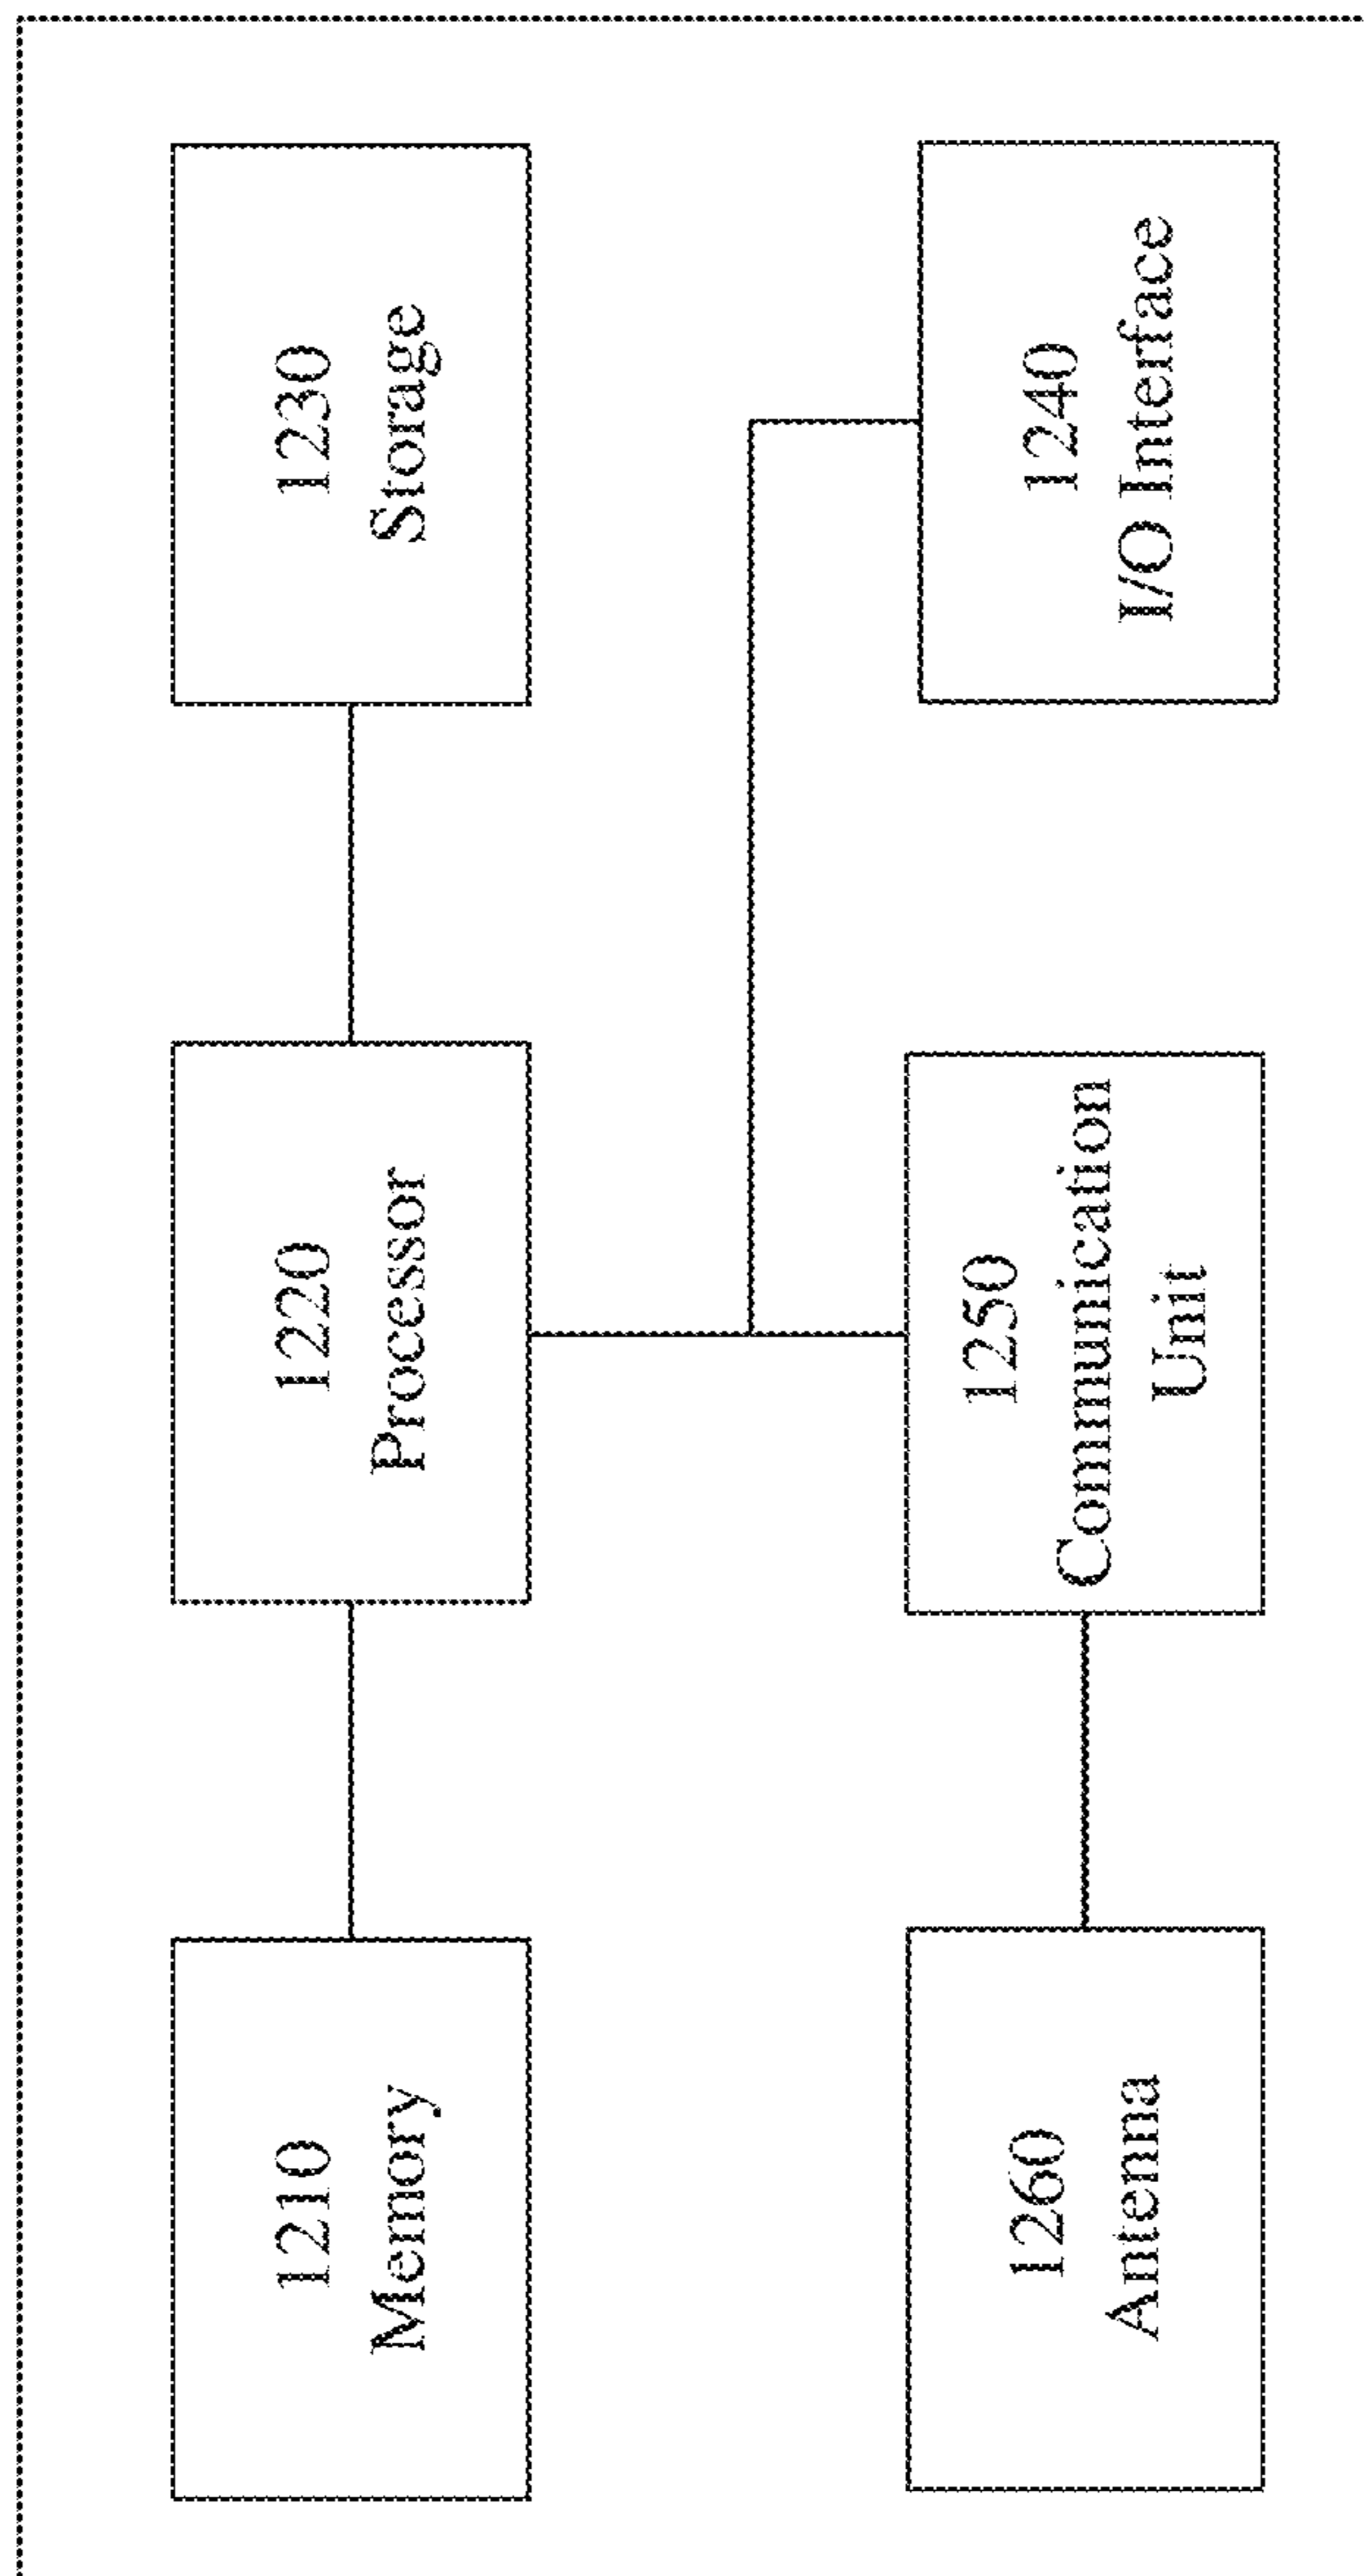 1210
Memory
1220
Processor
1230
Storage
1260
Antenna
1250
Communication
Unit
1240
I/O Interface